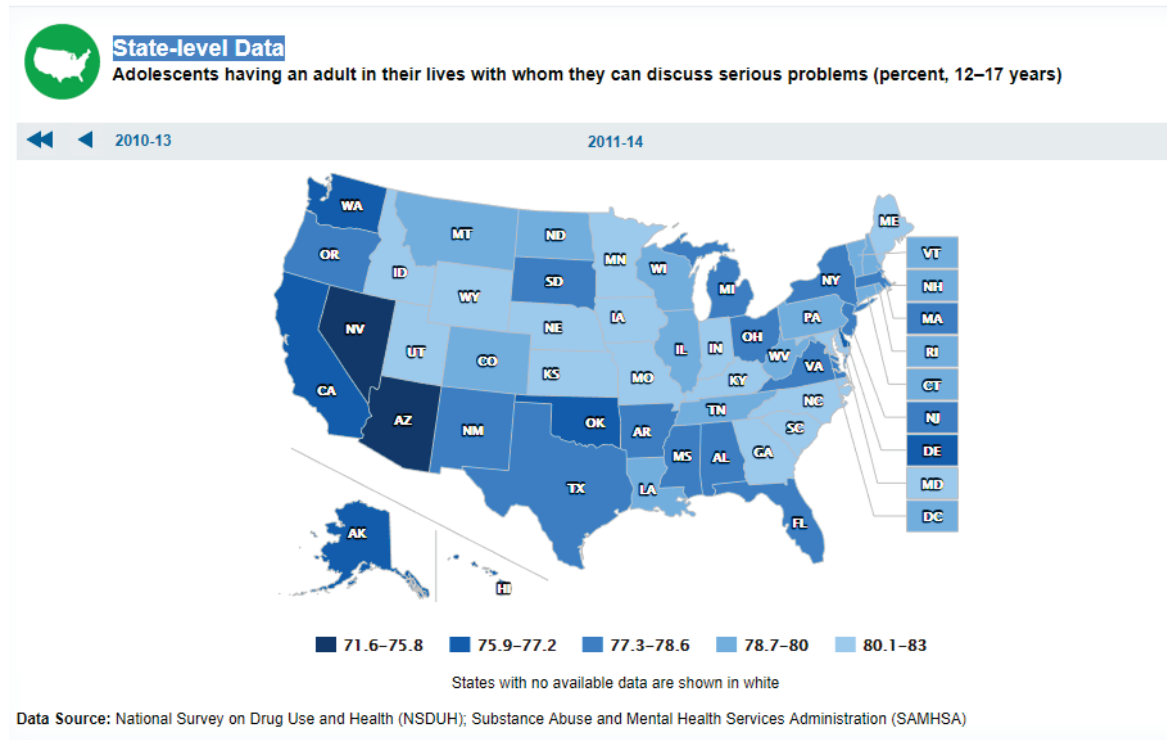 State-level Data
Adolescents having an adult in their lives with whom they can discuss serious problems (percent, 12–17 years)
2010-13 2011-14
WA
MT
ND
MN
ME
OR
ID
SD
WI
MI
NY
VT
NH
WY
NE
IA
PA
MA
NV
UT
CO
IL
IN
OH
WV
VA
RI
KS
MO
KY
CT
CA
AZ
NM
OK
AR
TN
NC
SC
NJ
MS
AL
GA
DE
TX
LA
MD
FL
DC
AK
HI
71.6–75.8 75.9–77.2 77.3–78.6 78.7–80 80.1–83
States with no available data are shown in white
Data Source: National Survey on Drug Use and Health (NSDUH); Substance Abuse and Mental Health Services Administration (SAMHSA)